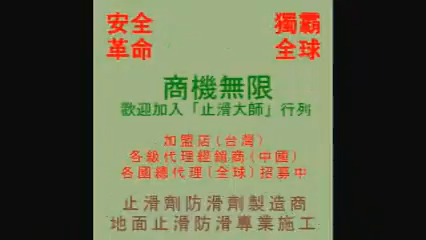 安全
革命
獨霸
全球
商機無限
歡迎加入「止滑大師」行列
加盟店(台灣)
各級代理經銷商(中國)
各國總代理(全球)招募中
止滑劑防滑劑製造商
地面止滑防滑專業施工